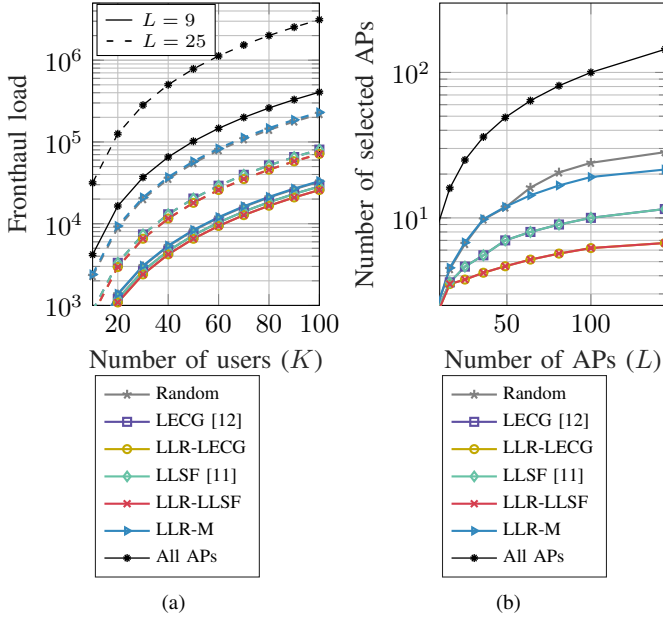 L = 9
L = 25
Fronthaul load
10^6
10^5
10^4
10^3
20 40 60 80 100
Number of users (K)
Random
LECG [12]
LLR-LECG
LLSF [11]
LLR-LLSF
LLR-M
All APs
(a)
Number of selected APs
10^2
10^1
50 100
Number of APs (L)
Random
LECG [12]
LLR-LECG
LLSF [11]
LLR-LLSF
LLR-M
All APs
(b)